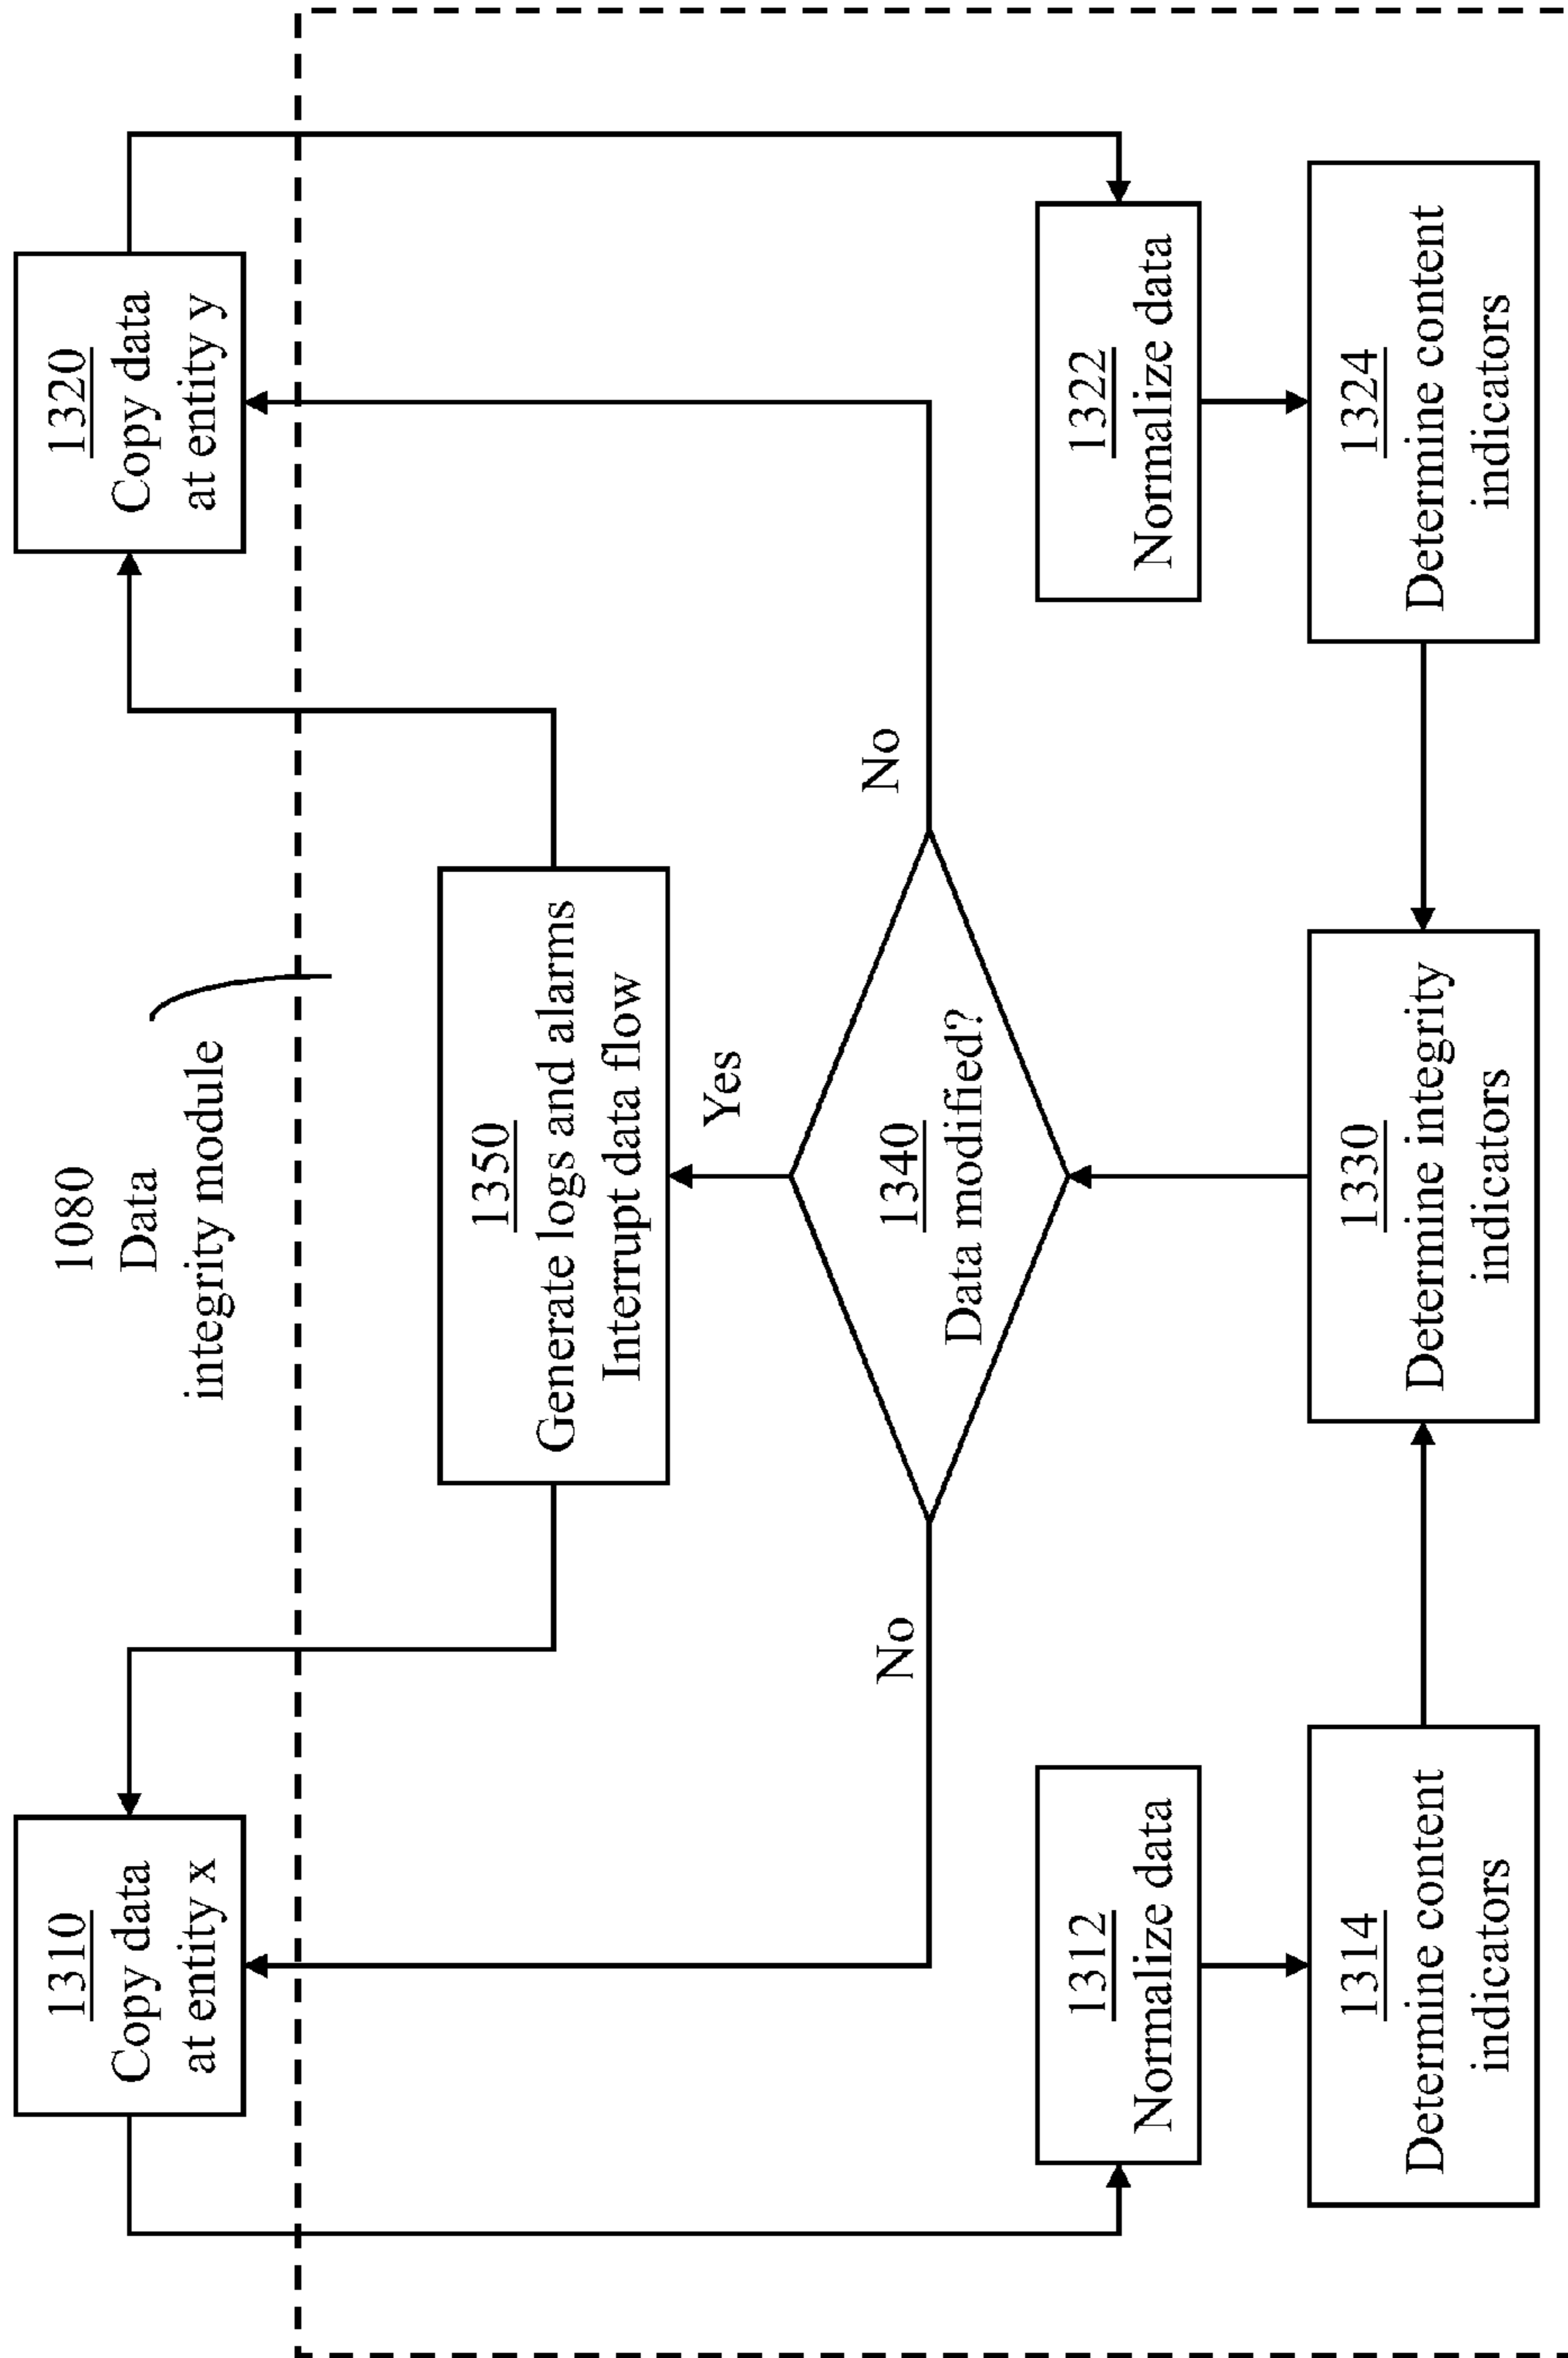 1310
Copy data
at entity x
1080
Data
integrity module
1320
Copy data
at entity y
1350
Generate logs and alarms
Interrupt data flow
Yes
No
1340
Data modified?
No
1312
Normalize data
1322
Normalize data
1314
Determine content
indicators
1330
Determine integrity
indicators
1324
Determine content
indicators